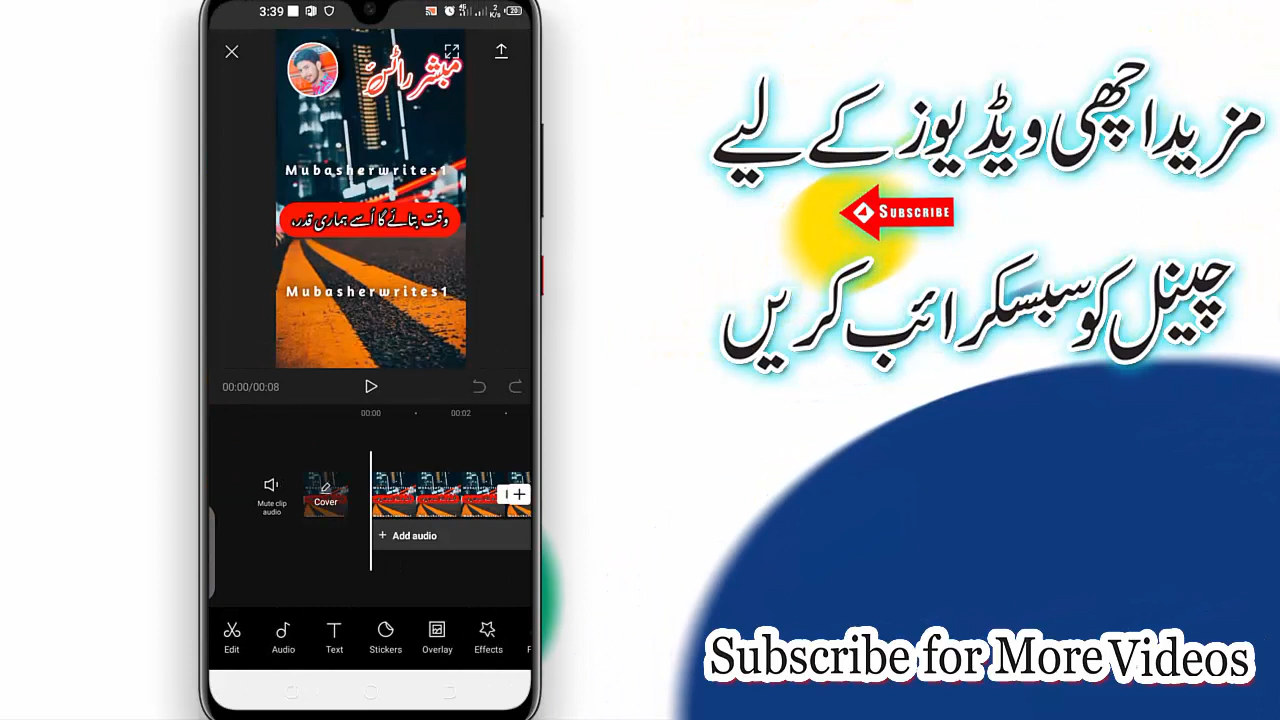 3:39
2 K/s
20
مبشر رائٹس
Mubasherwrites1
وقت بتائے گا اُسے ہماری قدر،
Mubasherwrites1
00:00/00:08
00:00
00:02
Mute clip audio
Cover
+ Add audio
Edit
Audio
Text
Stickers
Overlay
Effects
F
مزید اچھی ویڈیوز کے لیے
SUBSCRIBE
چینل کو سبسکرائب کریں
Subscribe for More Videos